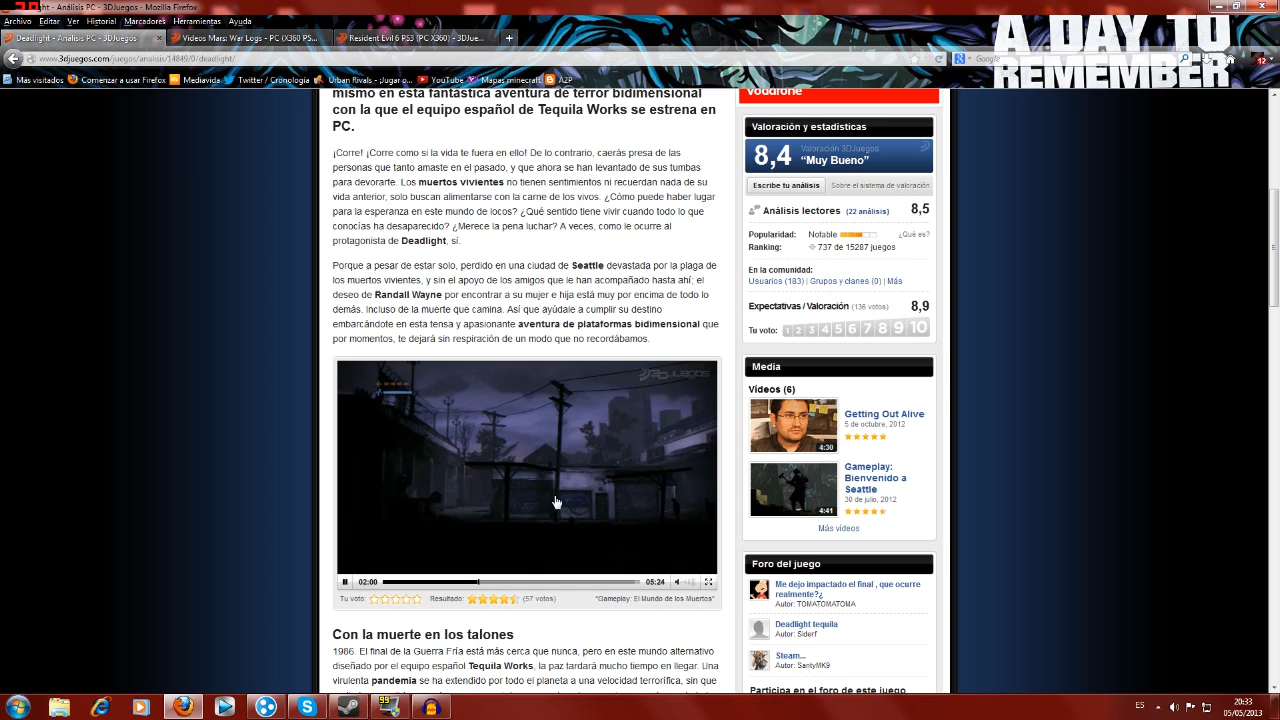 Deadlight - Análisis PC - 3DJuegos - Mozilla Firefox
Archivo Editar Ver Historial Marcadores Herramientas Ayuda
Deadlight - Análisis PC - 3DJuegos
Vídeos Mars: War Logs - PC (X360 PS...
Resident Evil 6 PS3 (PC X360) - 3DJue...
A DAY TO
REMEMBER
www.3djuegos.com/juegos/analisis/14849/0/deadlight/
Google
12
Más visitados Comenzar a usar Firefox Mediavida Twitter / Cronología Urban Rivals - ¡Jugar o... YouTube Mapas minecraft A2P
mismo en esta fantástica aventura de terror bidimensional
con la que el equipo español de Tequila Works se estrena en
PC.
¡Corre! ¡Corre como si la vida te fuera en ello! De lo contrario, caerás presa de las
personas que tanto amaste en el pasado, y que ahora se han levantado de sus tumbas
para devorarte. Los muertos vivientes no tienen sentimientos ni recuerdan nada de su
vida anterior, solo buscan alimentarse con la carne de los vivos. ¿Cómo puede haber lugar
para la esperanza en este mundo de locos? ¿Qué sentido tiene vivir cuando todo lo que
conocías ha desaparecido? ¿Merece la pena luchar? A veces, como le ocurre al
protagonista de Deadlight, sí.
Porque a pesar de estar solo, perdido en una ciudad de Seattle devastada por la plaga de
los muertos vivientes, y sin el apoyo de los amigos que le han acompañado hasta ahí; el
deseo de Randall Wayne por encontrar a su mujer e hija está muy por encima de todo lo
demás. Incluso de la muerte que camina. Así que ayúdale a cumplir su destino
embarcándote en esta tensa y apasionante aventura de plataformas bidimensional que
por momentos, te dejará sin respiración de un modo que no recordábamos.
3DJuegos
02:00
05:24
Tu voto:
Resultado:
(57 votos)
"Gameplay: El Mundo de los Muertos"
Con la muerte en los talones
1986. El final de la Guerra Fría está más cerca que nunca, pero en este mundo alternativo
diseñado por el equipo español Tequila Works, la paz tardará mucho tiempo en llegar. Una
virulenta pandemia se ha extendido por todo el planeta a una velocidad terrorífica, sin que
vodafone
Valoración y estadísticas
8,4
Valoración 3DJuegos
"Muy Bueno"
Escribe tu análisis
Sobre el sistema de valoración
Análisis lectores (22 análisis) 8,5
Popularidad: Notable ¿Qué es?
Ranking: 737 de 15287 juegos
En la comunidad:
Usuarios (183) | Grupos y clanes (0) | Más
Expectativas / Valoración (136 votos) 8,9
Tu voto: 1 2 3 4 5 6 7 8 9 10
Media
Vídeos (6)
4:30
Getting Out Alive
5 de octubre, 2012
4:41
Gameplay:
Bienvenido a
Seattle
30 de julio, 2012
Más vídeos
Foro del juego
Me dejo impactado el final , que ocurre
realmente?¿
Autor: TOMATOMATOMA
Deadlight tequila
Autor: Siderf
Steam...
Autor: SantyMK9
Participa en el foro de este juego
99
ES
20:33
05/05/2013